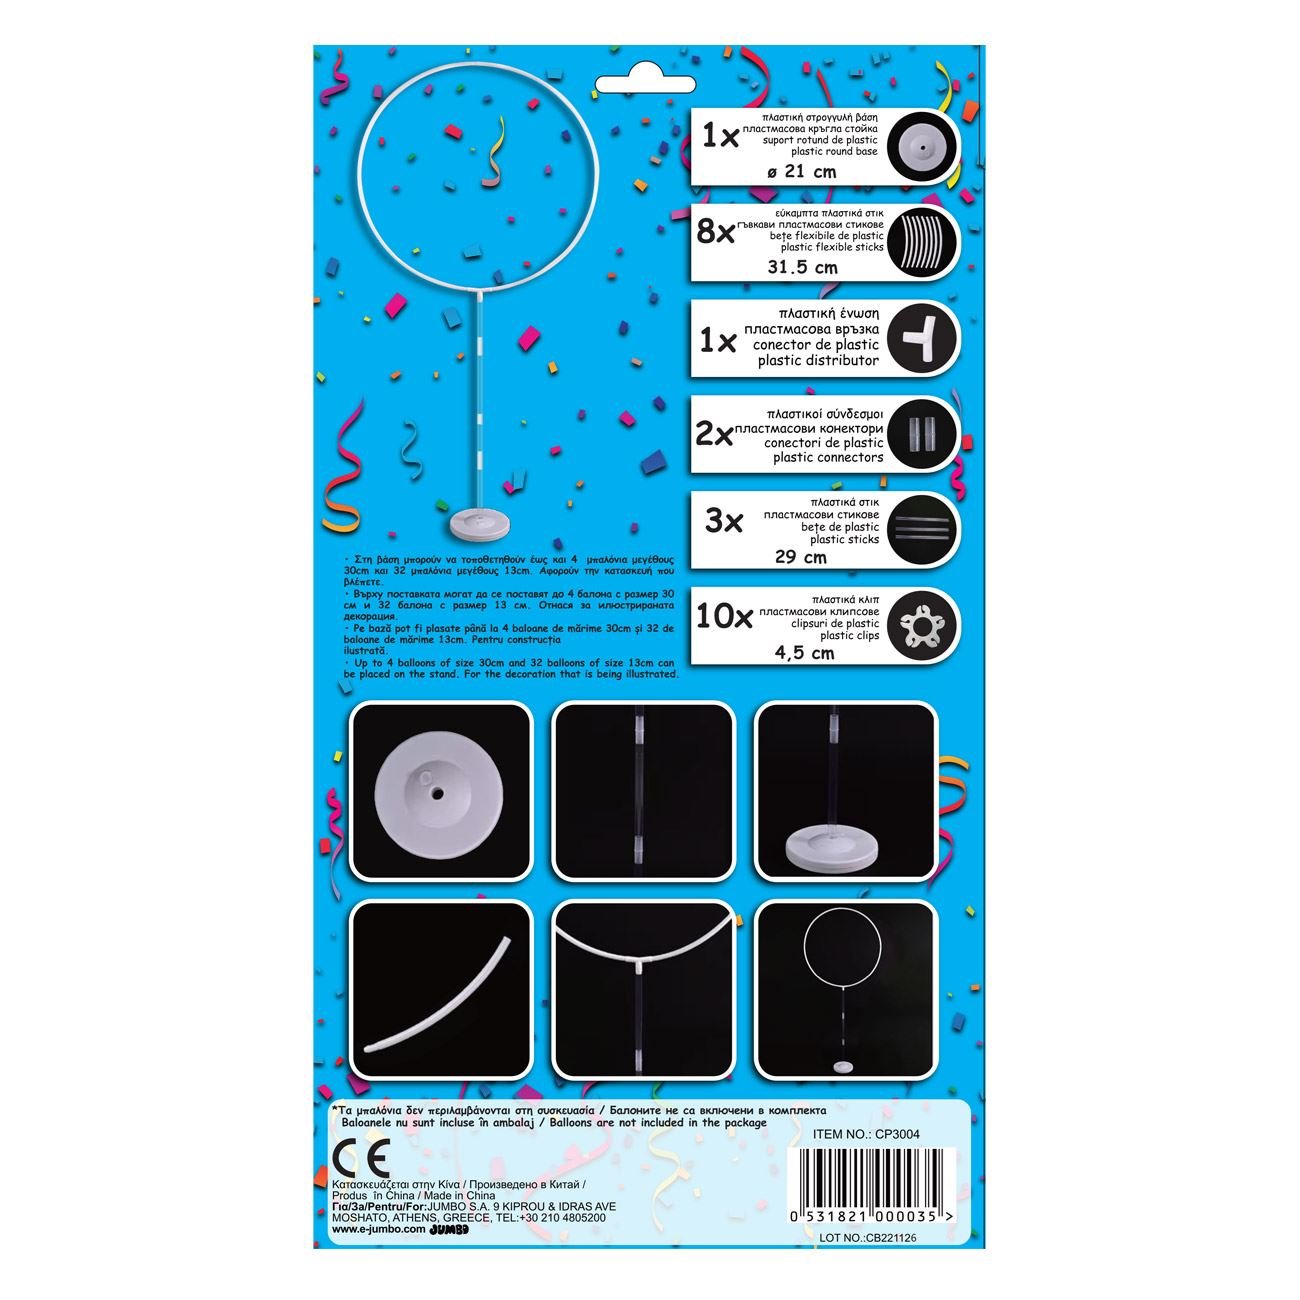 1x
πλαστική στρογγυλή βάση
πλαστмасова кръгла стойка
suport rotund de plastic
plastic round base
ø 21 cm
8x
εύκαμπτα πλαστικά στικ
гъвкави пластмасови стикове
bețe flexibile de plastic
plastic flexible sticks
31.5 cm
1x
πλαστική ένωση
пластмасова връзка
conector de plastic
plastic distributor
2x
πλαστικοί σύνδεσμοι
пластмасови конектори
conectori de plastic
plastic connectors
3x
πλαστικά στικ
пластмасови стикове
bețe de plastic
plastic sticks
29 cm
10x
πλαστικά κλιπ
пластмасови клипсове
clipsuri de plastic
plastic clips
4,5 cm
· Στη βάση μπορούν να τοποθετηθούν έως και 4 μπαλόνια μεγέθους
30cm και 32 μπαλόνια μεγέθους 13cm. Αφορούν την κατασκευή που
βλέπετε.
· Върху поставката могат да се поставят до 4 балона с размер 30
см и 32 балона с размер 13 см. Отнася за илюстрираната
декорация.
· Pe bază pot fi plasate până la 4 baloane de mărime 30cm și 32 de
baloane de mărime 13cm. Pentru construcția
ilustrată.
· Up to 4 balloons of size 30cm and 32 balloons of size 13cm can
be placed on the stand. For the decoration that is being illustrated.
*Τα μπαλόνια δεν περιλαμβάνονται στη συσκευασία / Балоните не са включени в комплекта
Baloanele nu sunt incluse în ambalaj / Balloons are not included in the package
CE
Κατασκευάζεται στην Κίνα / Произведено в Китай /
Produs în China / Made in China
Για/За/Pentru/For:JUMBO S.A. 9 KIPROU & IDRAS AVE
MOSHATO, ATHENS, GREECE, TEL:+30 210 4805200
www.e-jumbo.com JUMBO
ITEM NO.: CP3004
0 531821 000035 >
LOT NO.:CB221126